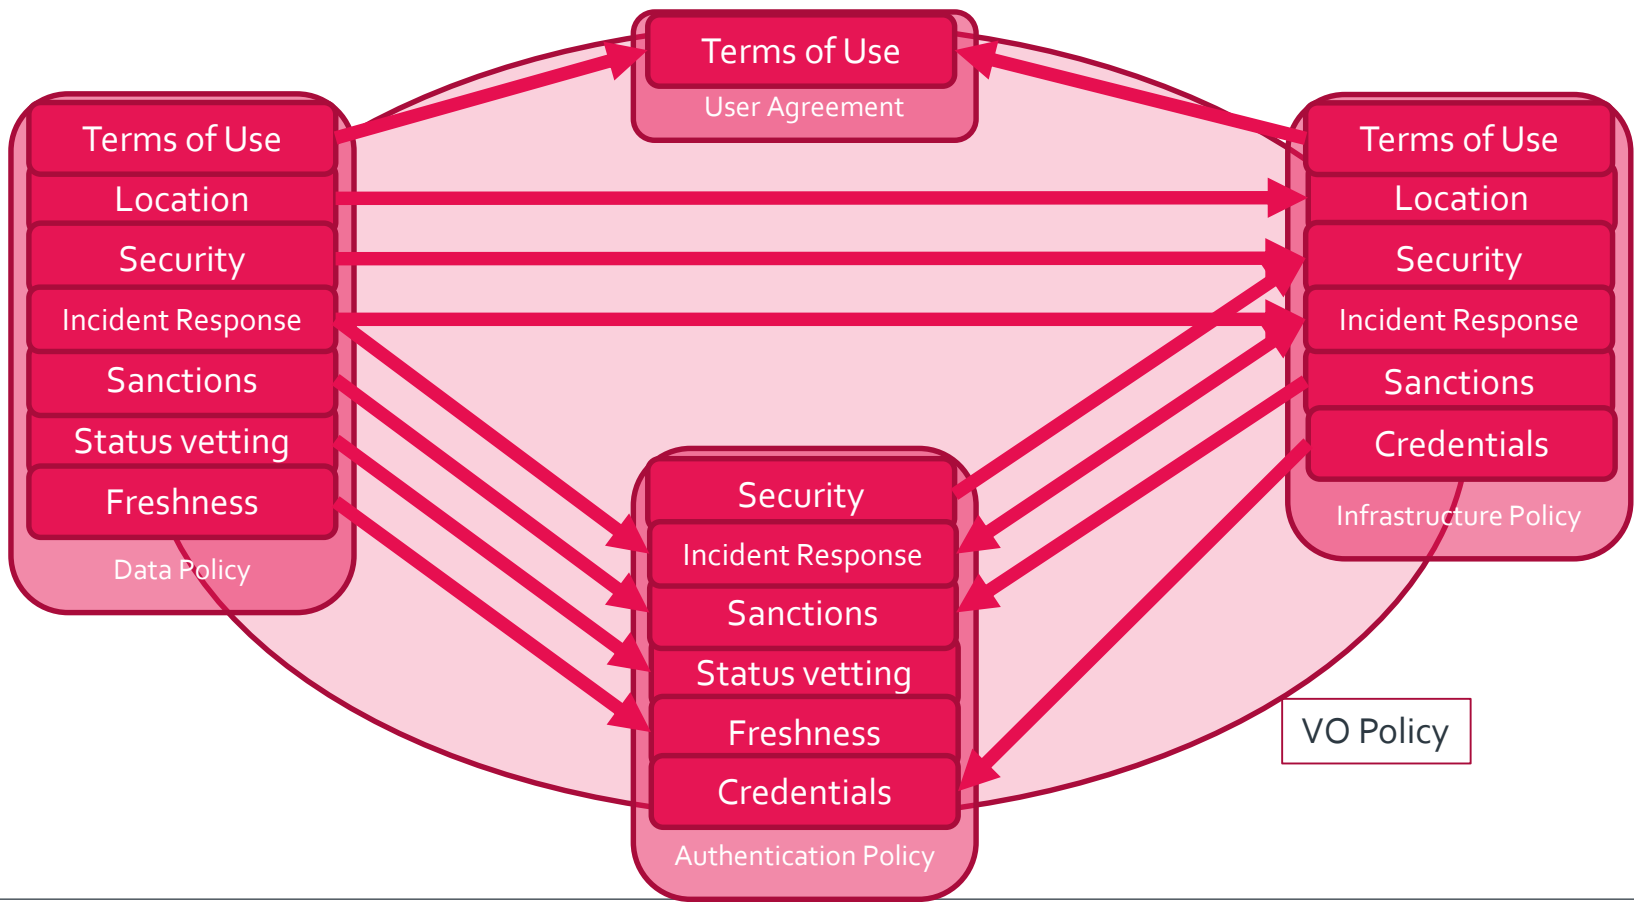 Terms of Use
User Agreement
Terms of Use
Location
Security
Incident Response
Sanctions
Status vetting
Freshness
Data Policy
Terms of Use
Location
Security
Incident Response
Sanctions
Credentials
Infrastructure Policy
Security
Incident Response
Sanctions
Status vetting
Freshness
Credentials
Authentication Policy
VO Policy